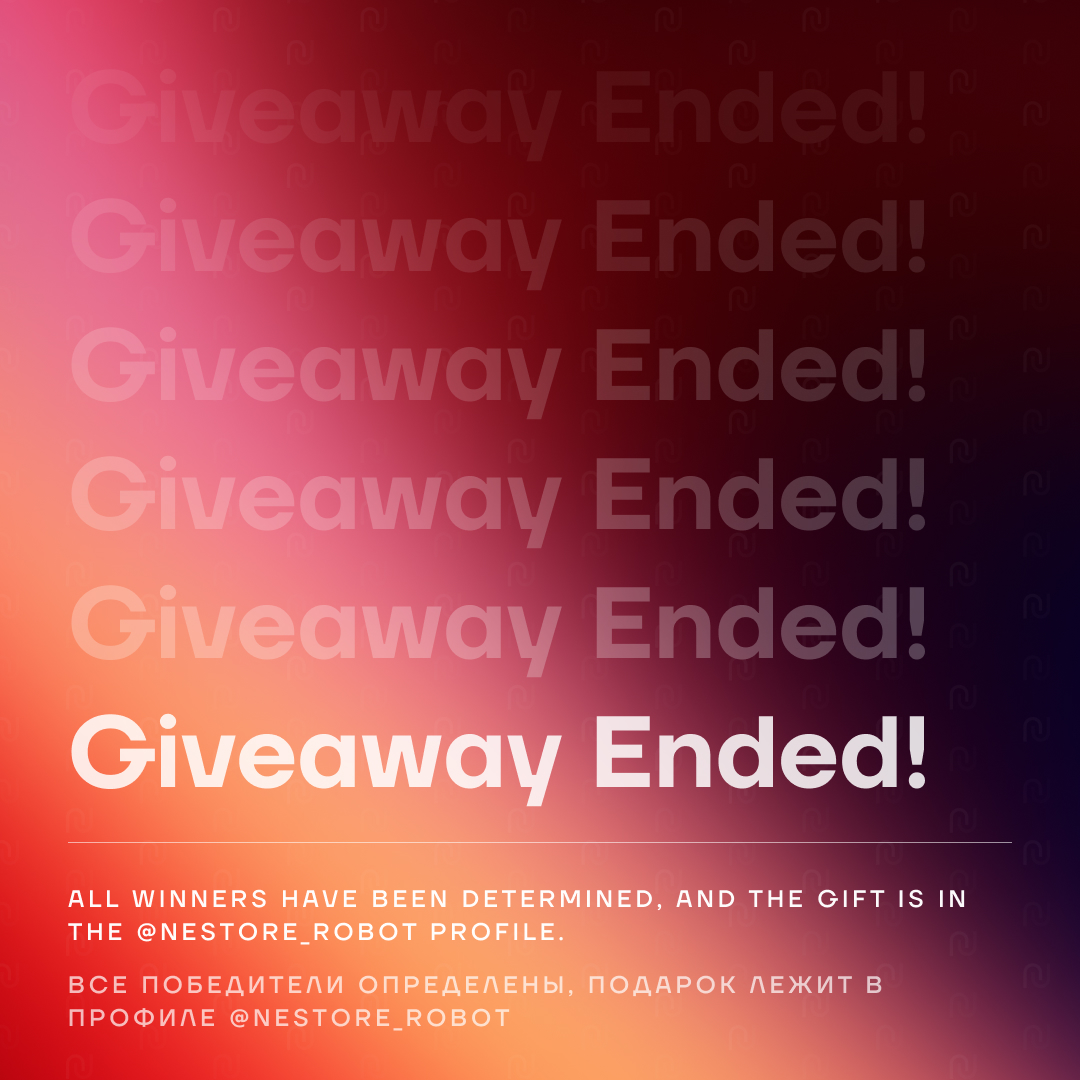 Giveaway Ended!
Giveaway Ended!
Giveaway Ended!
Giveaway Ended!
Giveaway Ended!
Giveaway Ended!
ALL WINNERS HAVE BEEN DETERMINED, AND THE GIFT IS IN
THE @NESTORE_ROBOT PROFILE.
ВСЕ ПОБЕДИТЕЛИ ОПРЕДЕЛЕНЫ, ПОДАРОК ЛЕЖИТ В
ПРОФИЛЕ @NESTORE_ROBOT